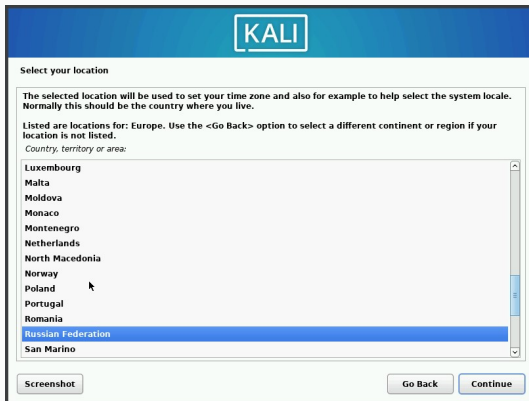 KALI
Select your location
The selected location will be used to set your time zone and also for example to help select the system locale.
Normally this should be the country where you live.
Listed are locations for: Europe. Use the <Go Back> option to select a different continent or region if your
location is not listed.
Country, territory or area:
Luxembourg
Malta
Moldova
Monaco
Montenegro
Netherlands
North Macedonia
Norway
Poland
Portugal
Romania
Russian Federation
San Marino
Screenshot
Go Back
Continue